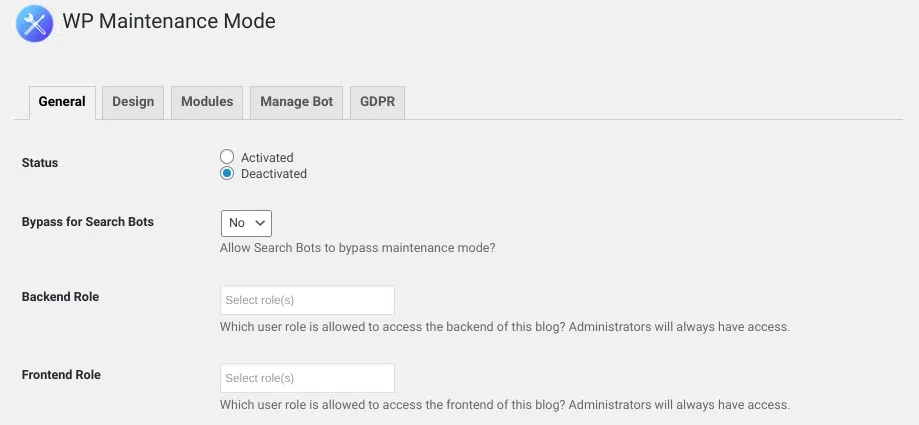 WP Maintenance Mode
General Design Modules Manage Bot GDPR
Status
Activated
Deactivated
Bypass for Search Bots
No
Allow Search Bots to bypass maintenance mode?
Backend Role
Select role(s)
Which user role is allowed to access the backend of this blog? Administrators will always have access.
Frontend Role
Select role(s)
Which user role is allowed to access the frontend of this blog? Administrators will always have access.